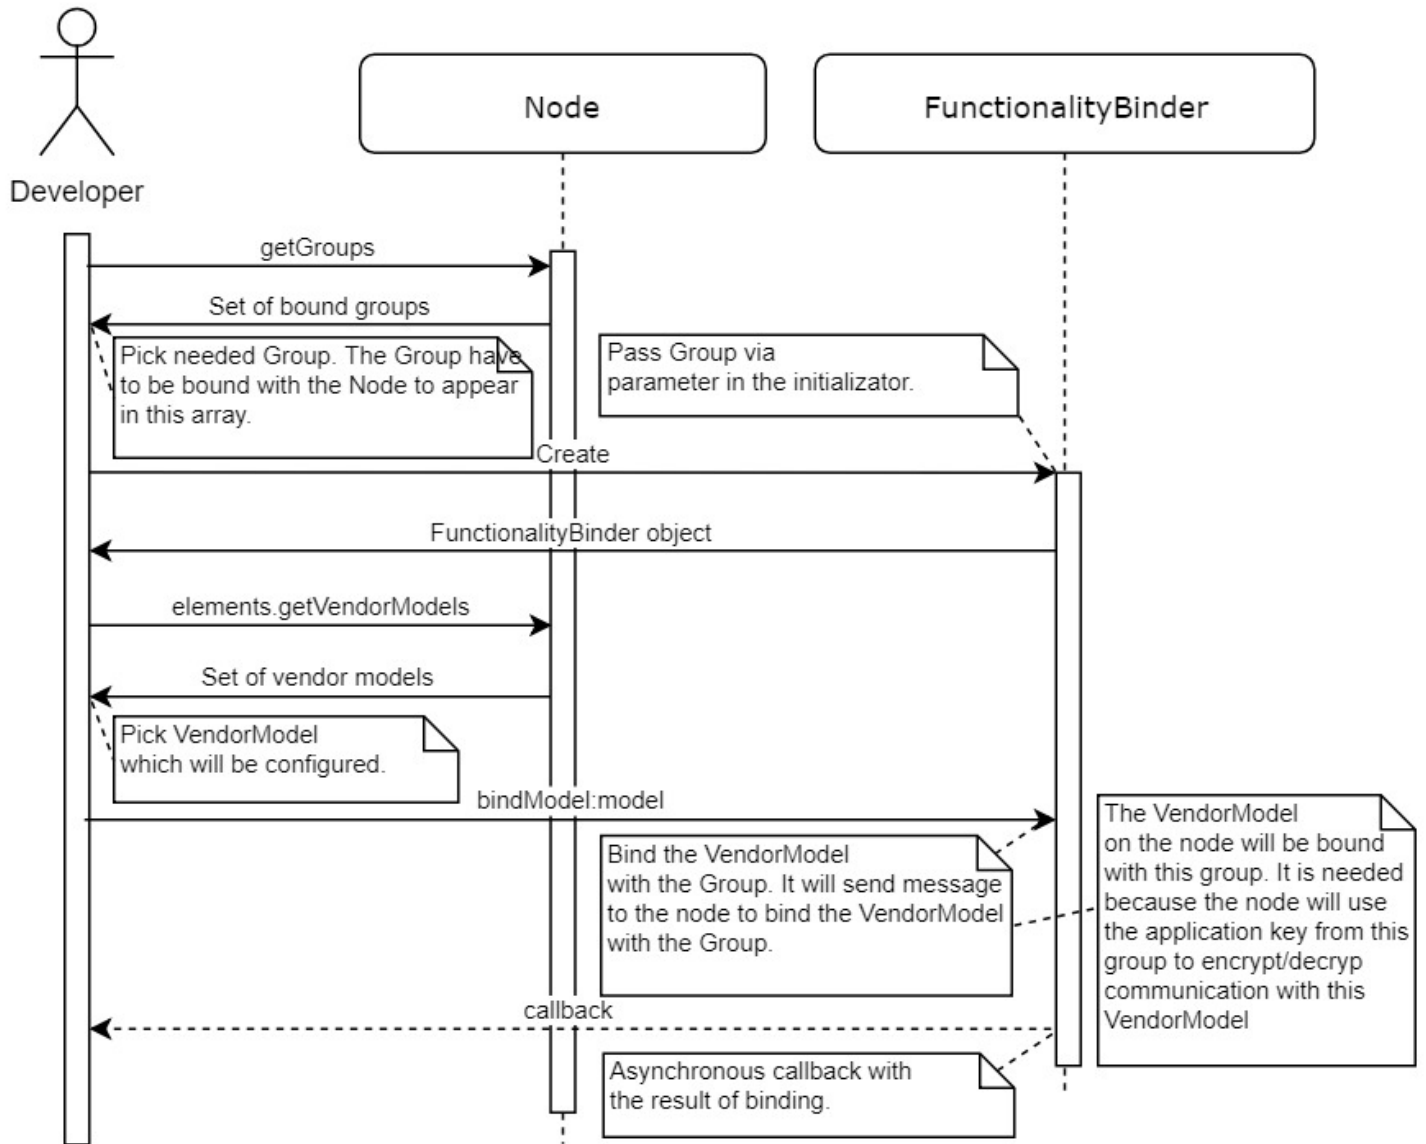 Developer
Node
FunctionalityBinder
getGroups
Set of bound groups
Pick needed Group. The Group have
to be bound with the Node to appear
in this array.
Pass Group via
parameter in the initializator.
Create
FunctionalityBinder object
elements.getVendorModels
Set of vendor models
Pick VendorModel
which will be configured.
bindModel:model
Bind the VendorModel
with the Group. It will send message
to the node to bind the VendorModel
with the Group.
The VendorModel
on the node will be bound
with this group. It is needed
because the node will use
the application key from this
group to encrypt/decryp
communication with this
VendorModel
callback
Asynchronous callback with
the result of binding.